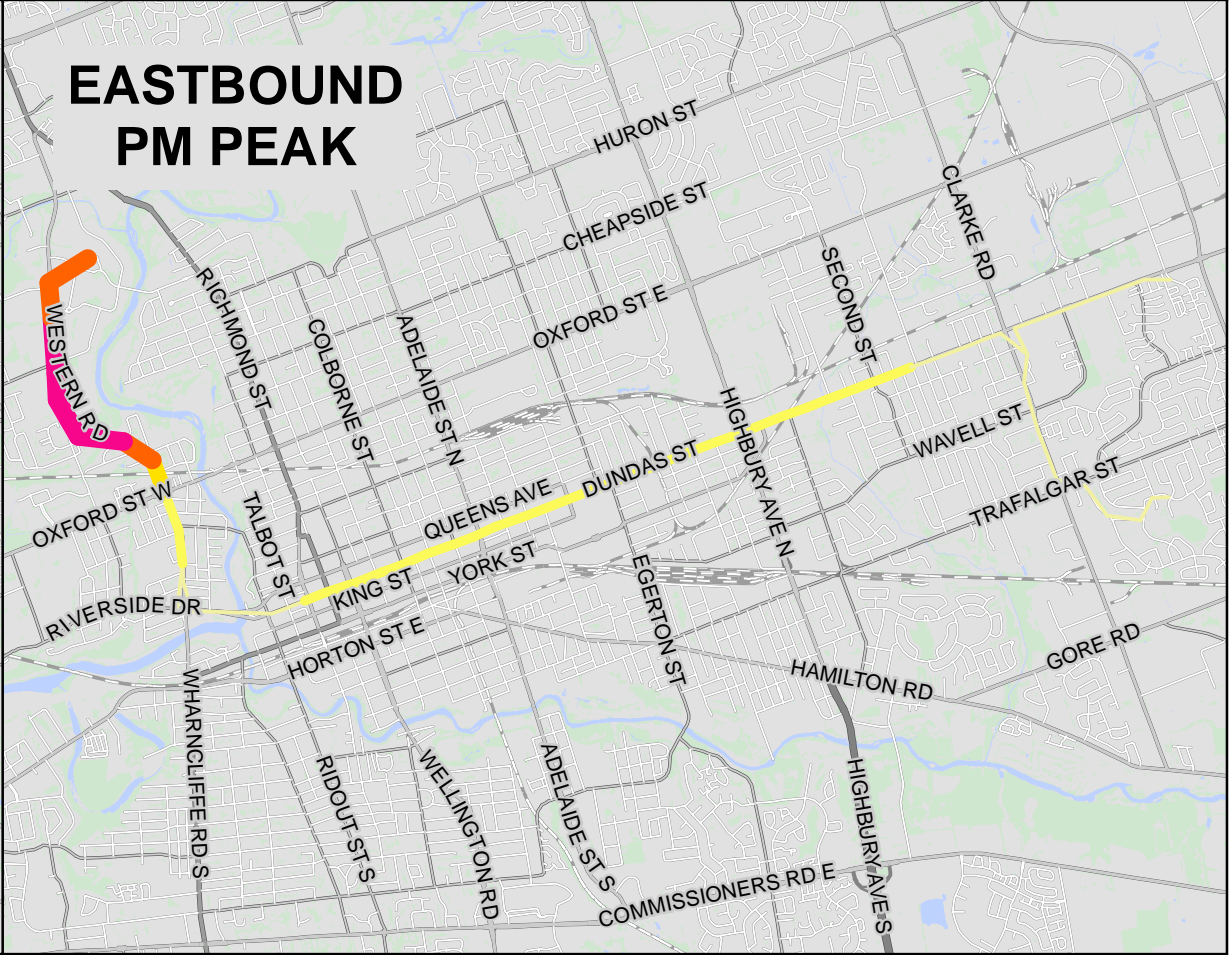 EASTBOUND
PM PEAK
HURON ST
CHEAPSIDE ST
CLARKE RD
SECOND ST
RICHMOND ST
OXFORD ST E
WESTERN RD
COLBORNE ST
ADELAIDE ST N
HIGHBURY AVE N
WAVELL ST
DUNDAS ST
TRAFALGAR ST
OXFORD ST W
QUEENS AVE
TALBOT ST
YORK ST
KING ST
EGERTON ST
RIVERSIDE DR
HORTON ST E
GORE RD
HAMILTON RD
WHARNCLIFFE RD S
RIDOUT ST S
WELLINGTON RD
ADELAIDE ST S
HIGHBURY AVE S
COMMISSIONERS RD E